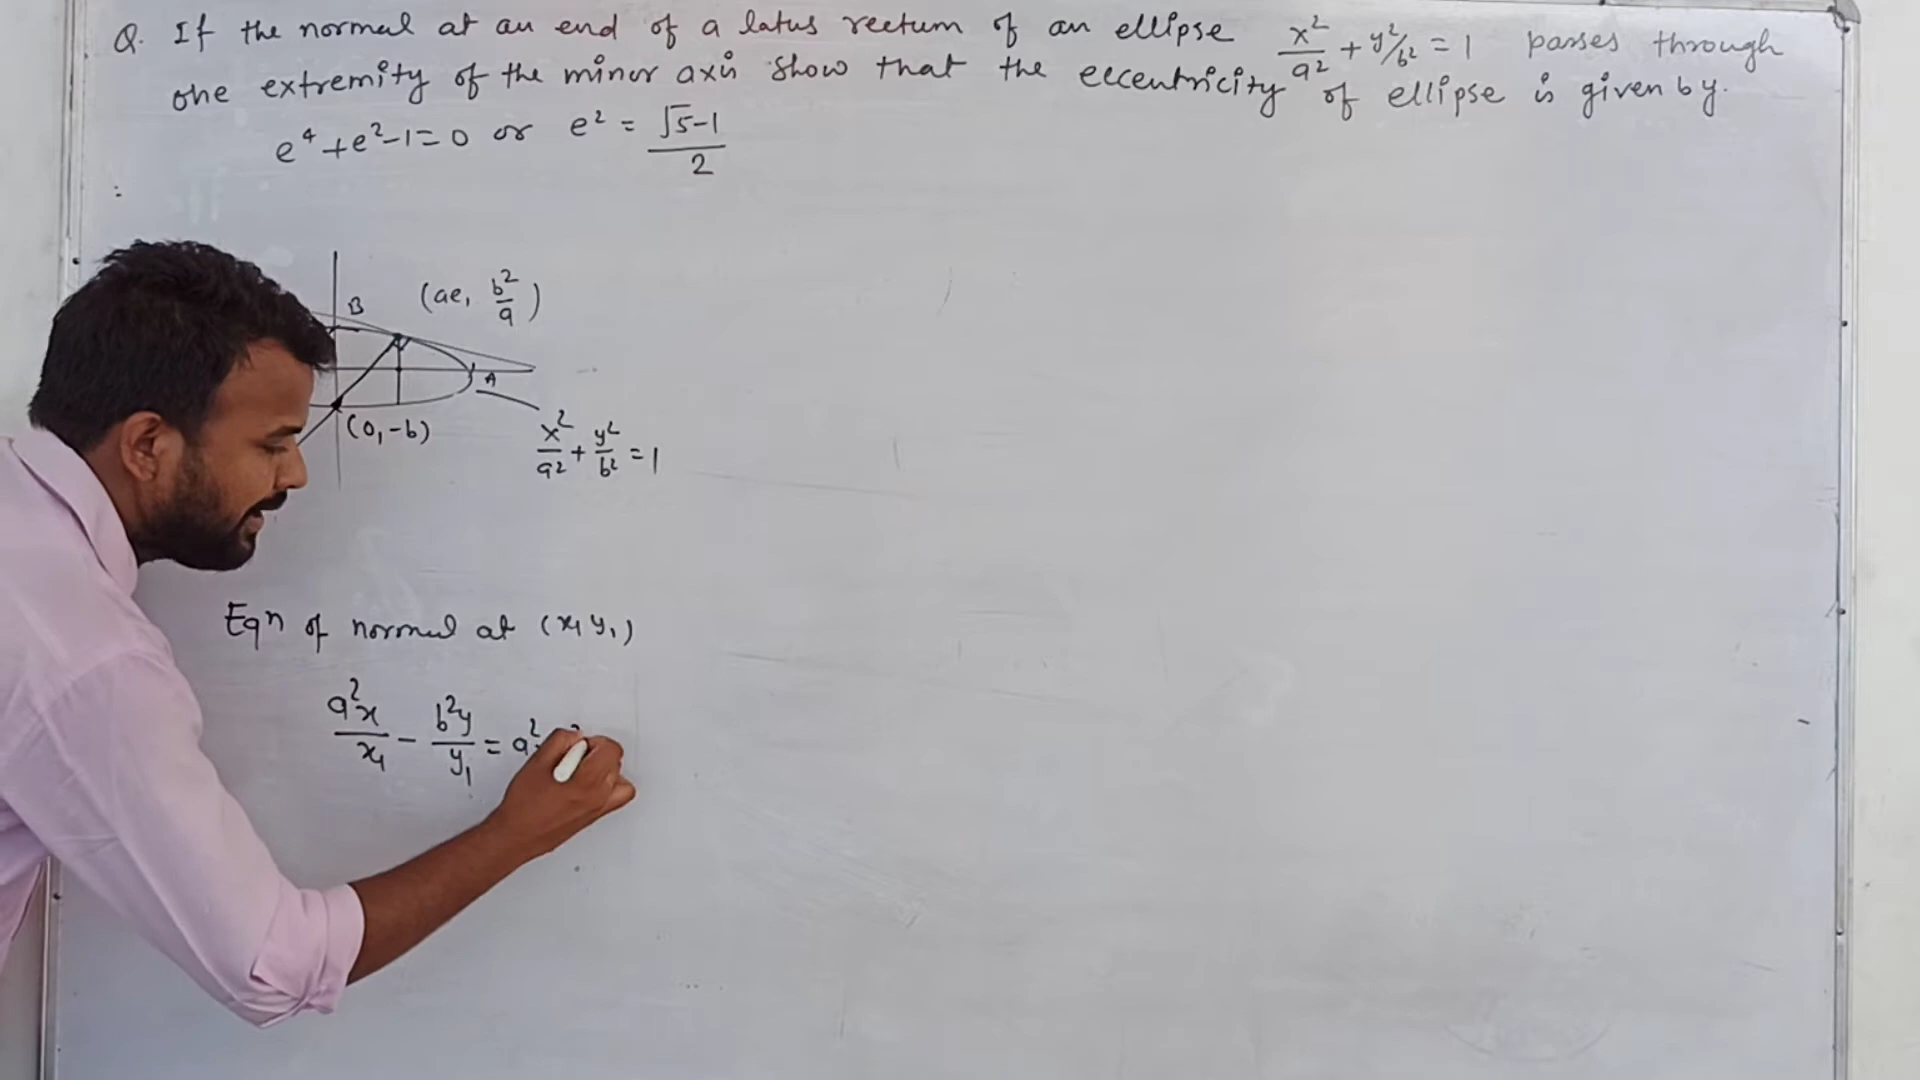 Q. If the normal at an end of a latus rectum of an ellipse x²/a² + y²/b² = 1 passes through
one extremity of the minor axis show that the eccentricity of ellipse is given by.
e⁴+e²-1=0 or e² = √5-1/2
:
B (ae, b²/a)
A
(0,-b)
x²/a² + y²/b² = 1
Eqn of normal at (x₁ y₁)
a²x/x₁ - b²y/y₁ = a²